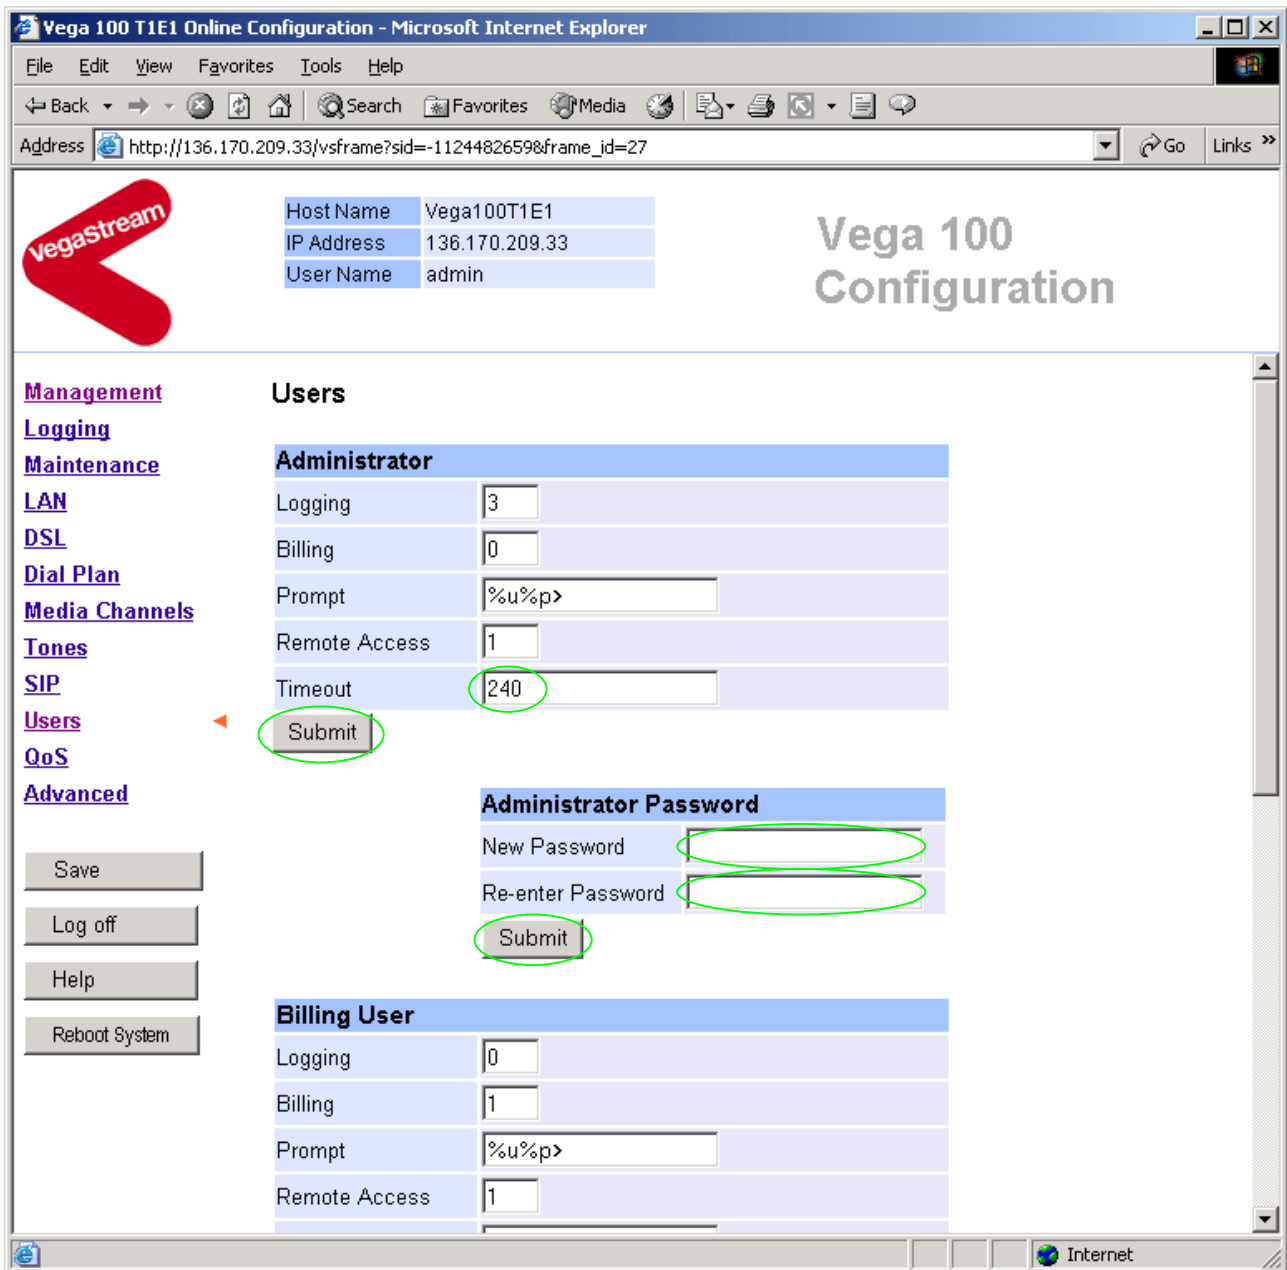 Vega 100 T1E1 Online Configuration - Microsoft Internet Explorer
File Edit View Favorites Tools Help
Back Search Favorites Media
Address http://136.170.209.33/vsframe?sid=-1124482659&frame_id=27 Go Links »
vegastream
Host Name Vega100T1E1
IP Address 136.170.209.33
User Name admin
Vega 100
Configuration
Management
Logging
Maintenance
LAN
DSL
Dial Plan
Media Channels
Tones
SIP
Users
QoS
Advanced
Save
Log off
Help
Reboot System
Users
Administrator
Logging 3
Billing 0
Prompt %u%p>
Remote Access 1
Timeout 240
Submit
Administrator Password
New Password
Re-enter Password
Submit
Billing User
Logging 0
Billing 1
Prompt %u%p>
Remote Access 1
Internet